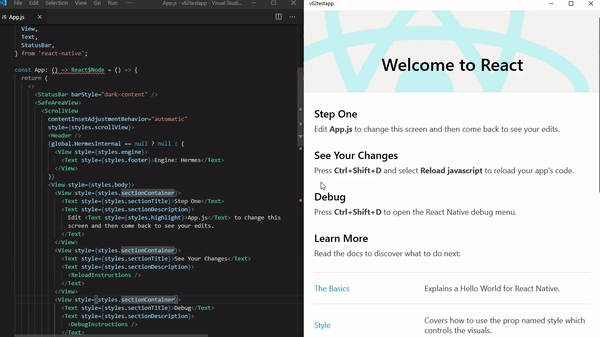 File Edit Selection View Go Run App.js - v62testapp - Visual Studi...
App.js
View,
Text,
StatusBar,
} from 'react-native';
const App: () => React$Node = () => {
return (
<>
<StatusBar barStyle="dark-content" />
<SafeAreaView>
<ScrollView
contentInsetAdjustmentBehavior="automatic"
style={styles.scrollView}>
<Header />
{global.HermesInternal == null ? null : (
<View style={styles.engine}>
<Text style={styles.footer}>Engine: Hermes</Text>
</View>
)}
<View style={styles.body}>
<View style={styles.sectionContainer}>
<Text style={styles.sectionTitle}>Step One</Text>
<Text style={styles.sectionDescription}>
Edit <Text style={styles.highlight}>App.js</Text> to change this
screen and then come back to see your edits.
</Text>
</View>
<View style={styles.sectionContainer}>
<Text style={styles.sectionTitle}>See Your Changes</Text>
<Text style={styles.sectionDescription}>
<ReloadInstructions />
</Text>
</View>
<View style={styles.sectionContainer}>
<Text style={styles.sectionTitle}>Debug</Text>
<Text style={styles.sectionDescription}>
<DebugInstructions />
</Text>
v62testapp
Welcome to React
Step One
Edit App.js to change this screen and then come back to see your edits.
See Your Changes
Press Ctrl+Shift+D and select Reload javascript to reload your app's code.
Debug
Press Ctrl+Shift+D to open the React Native debug menu.
Learn More
Read the docs to discover what to do next:
The Basics Explains a Hello World for React Native.
Style Covers how to use the prop named style which
controls the visuals.